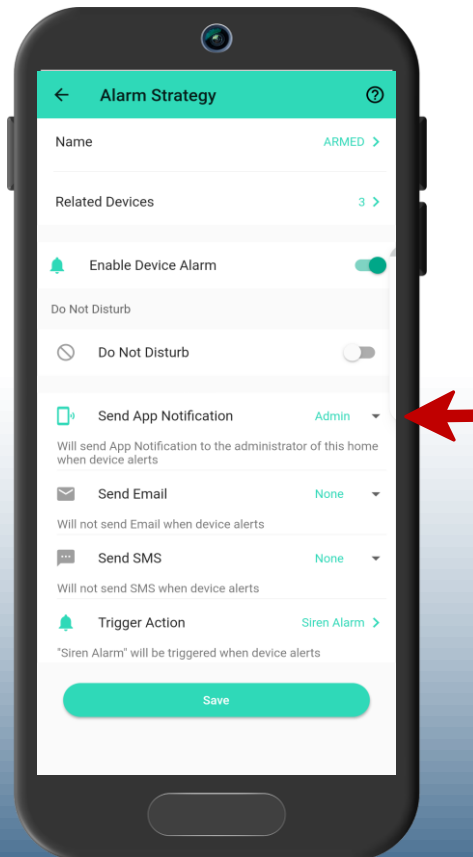 Alarm Strategy
Name ARMED
Related Devices 3
Enable Device Alarm
Do Not Disturb
Do Not Disturb
Send App Notification Admin
Will send App Notification to the administrator of this home
when device alerts
Send Email None
Will not send Email when device alerts
Send SMS None
Will not send SMS when device alerts
Trigger Action Siren Alarm
"Siren Alarm" will be triggered when device alerts
Save